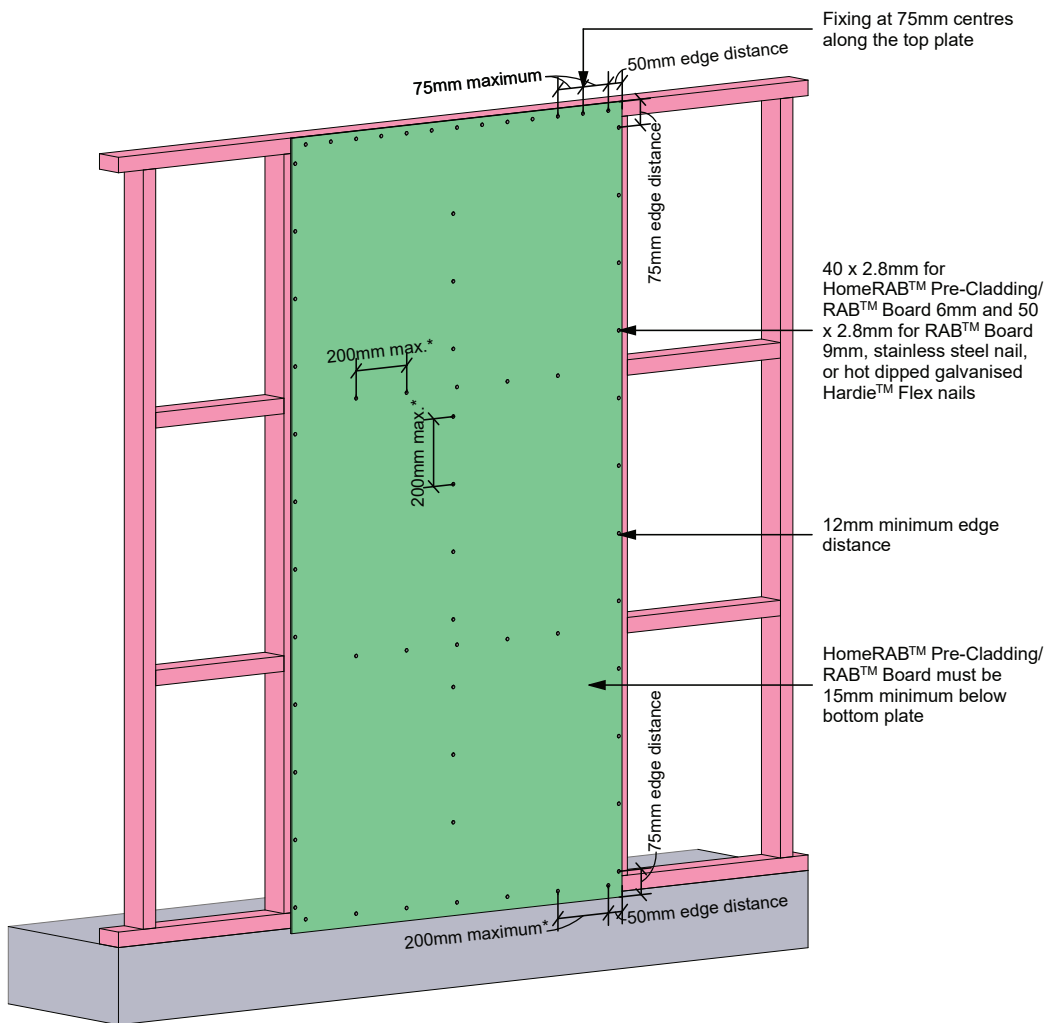 Fixing at 75mm centres
along the top plate
50mm edge distance
75mm maximum
75mm edge distance
40 x 2.8mm for
HomeRAB™ Pre-Cladding/
RAB™ Board 6mm and 50
x 2.8mm for RAB™ Board
9mm, stainless steel nail,
or hot dipped galvanised
Hardie™ Flex nails
200mm max.*
200mm max.*
12mm minimum edge
distance
HomeRAB™ Pre-Cladding/
RAB™ Board must be
15mm minimum below
bottom plate
75mm edge distance
50mm edge distance
200mm maximum*